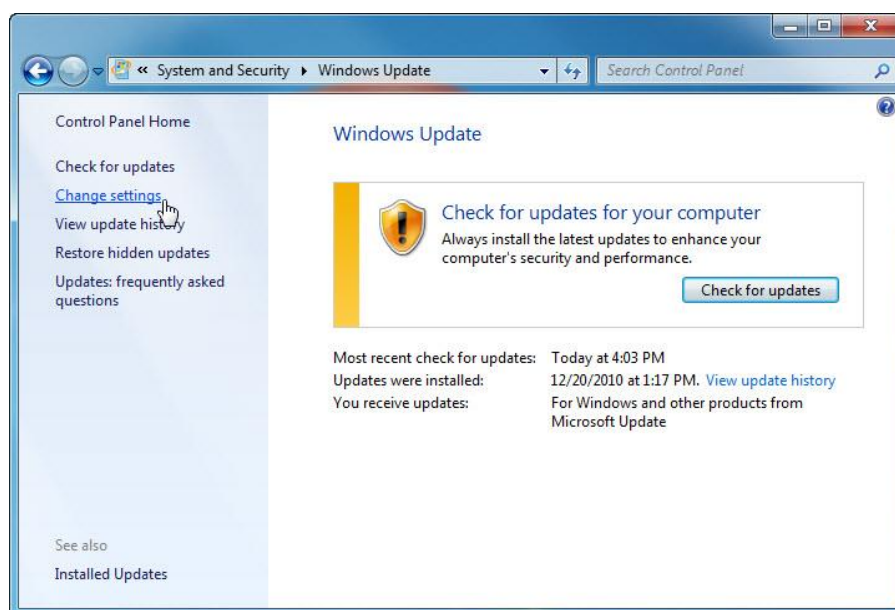 « System and Security ▸ Windows Update
Search Control Panel
Control Panel Home
Check for updates
Change settings
View update history
Restore hidden updates
Updates: frequently asked
questions
See also
Installed Updates
Windows Update
Check for updates for your computer
Always install the latest updates to enhance your
computer's security and performance.
Check for updates
Most recent check for updates: Today at 4:03 PM
Updates were installed: 12/20/2010 at 1:17 PM. View update history
You receive updates: For Windows and other products from
Microsoft Update